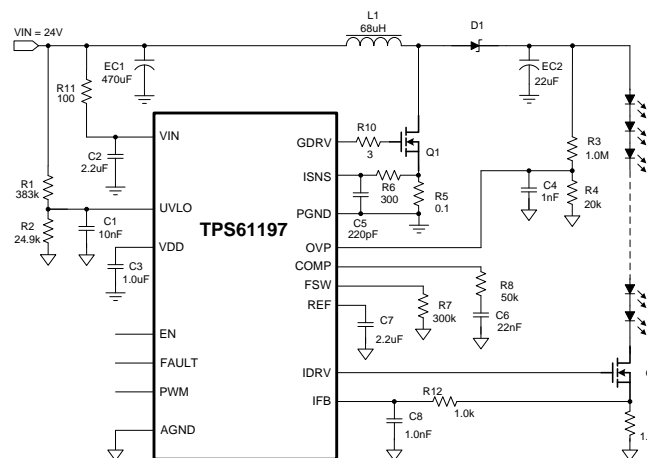 VIN = 24V
L1
68uH
D1
EC1
470uF
EC2
22uF
R11
100
C2
2.2uF
R1
383k
R2
24.9k
C1
10nF
C3
1.0uF
TPS61197
VIN
UVLO
VDD
EN
FAULT
PWM
AGND
GDRV
ISNS
PGND
OVP
COMP
FSW
REF
IDRV
IFB
R10
3
Q1
R6
300
C5
220pF
R5
0.1
R3
1.0M
C4
1nF
R4
20k
R8
50k
C6
22nF
R7
300k
C7
2.2uF
R12
1.0k
C8
1.0nF
1.